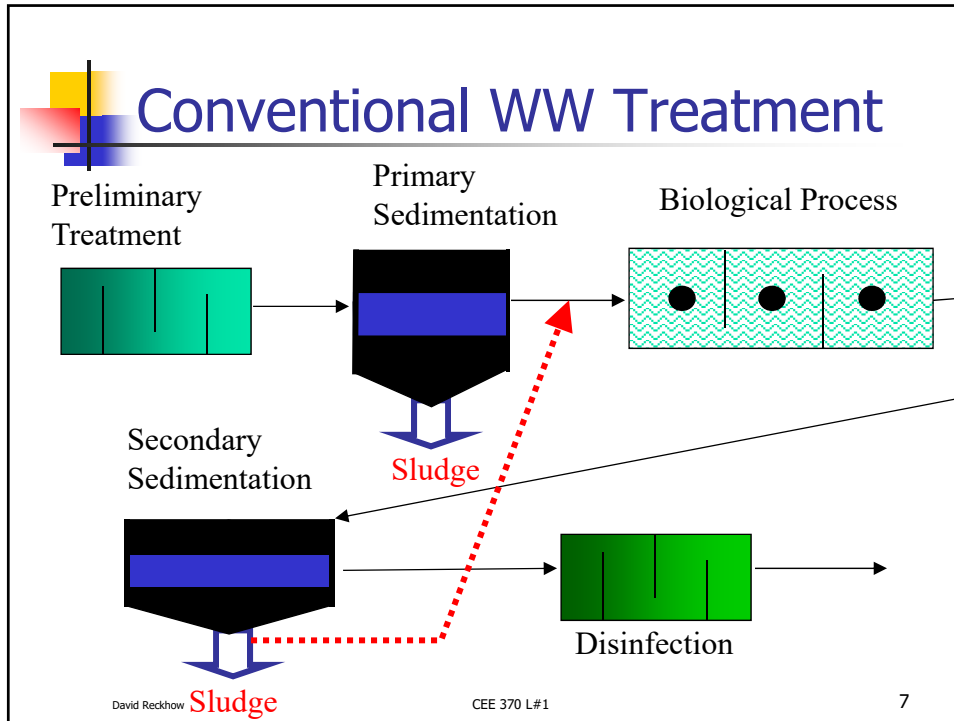 Conventional WW Treatment
Preliminary
Treatment
Primary
Sedimentation
Biological Process
Sludge
Secondary
Sedimentation
Disinfection
Sludge
David Reckhow
CEE 370 L#1
7